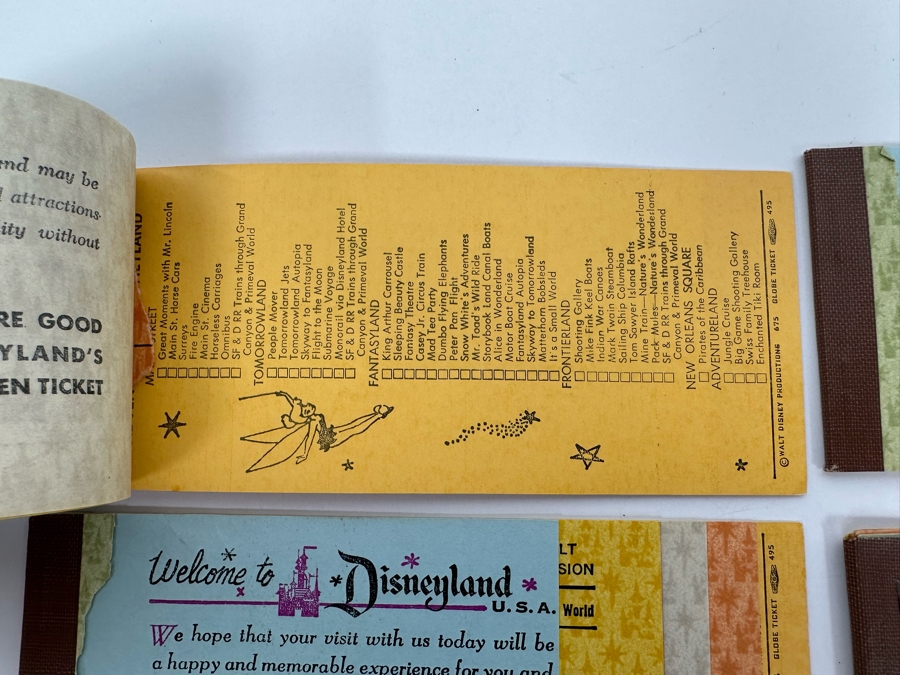 nd may be
attractions.
ity without
RE GOOD
YLAND'S
EN TICKET
STREET
Great Moments with Mr. Lincoln
Main St. Horse Cars
Surreys
Fire Engine
Main St. Cinema
Horseless Carriages
Omnibus
SF & D RR Trains through Grand
Canyon & Primeval World
TOMORROWLAND
People Mover
Tomorrowland Jets
Tomorrowland Autopia
Skyway to Fantasyland
Flight to the Moon
Submarine Voyage
Monorail via Disneyland Hotel
SF & D RR Trains through Grand
Canyon & Primeval World
FANTASYLAND
King Arthur Carrousel
Sleeping Beauty Castle
Fantasy Theatre
Casey Jr. Circus Train
Mad Tea Party
Dumbo Flying Elephants
Peter Pan Flight
Snow White's Adventures
Mr. Toad's Wild Ride
Storybook Land Canal Boats
Alice in Wonderland
Motor Boat Cruise
Fantasyland Autopia
Skyway to Tomorrowland
Matterhorn Bobsleds
It's a Small World
FRONTIERLAND
Shooting Gallery
Mike Fink Keel Boats
Indian War Canoes
Mark Twain Steamboat
Sailing Ship Columbia
Tom Sawyer Island Rafts
Mine Train—Nature's Wonderland
Pack Mules—Nature's Wonderland
SF & D RR Trains through Grand
Canyon & Primeval World
NEW ORLEANS SQUARE
Pirates of the Caribbean
ADVENTURELAND
Jungle Cruise
Big Game Shooting Gallery
Swiss Family Treehouse
Enchanted Tiki Room
© WALT DISNEY PRODUCTIONS 675 GLOBE TICKET 495
Welcome to Disneyland
U.S.A.
We hope that your visit with us today will be
a happy and memorable experience for you and
LT
SION
World
GLOBE TICKET 495